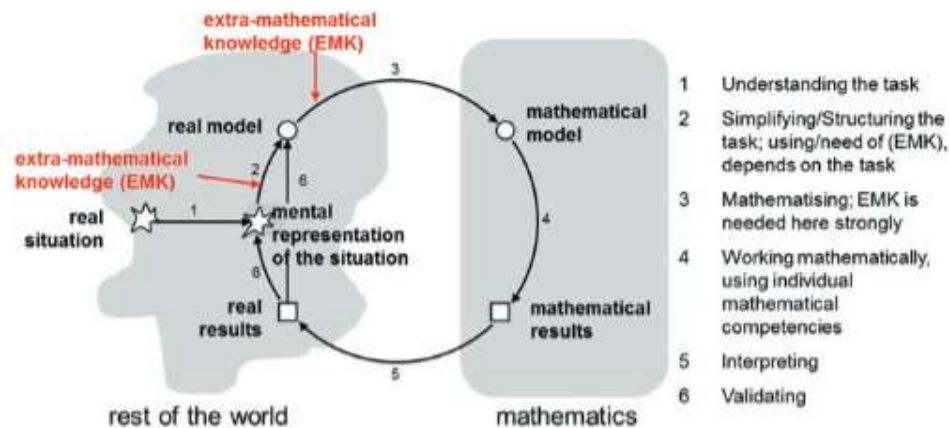 extra-mathematical
knowledge (EMK)
3
real model
mathematical
model
extra-mathematical
knowledge (EMK)
2
6
1
real
situation
mental
representation
of the situation
4
6
real
results
mathematical
results
5
rest of the world
mathematics
1 Understanding the task
2 Simplifying/Structuring the
task; using/need of (EMK),
depends on the task
3 Mathematising; EMK is
needed here strongly
4 Working mathematically,
using individual
mathematical
competencies
5 Interpreting
6 Validating